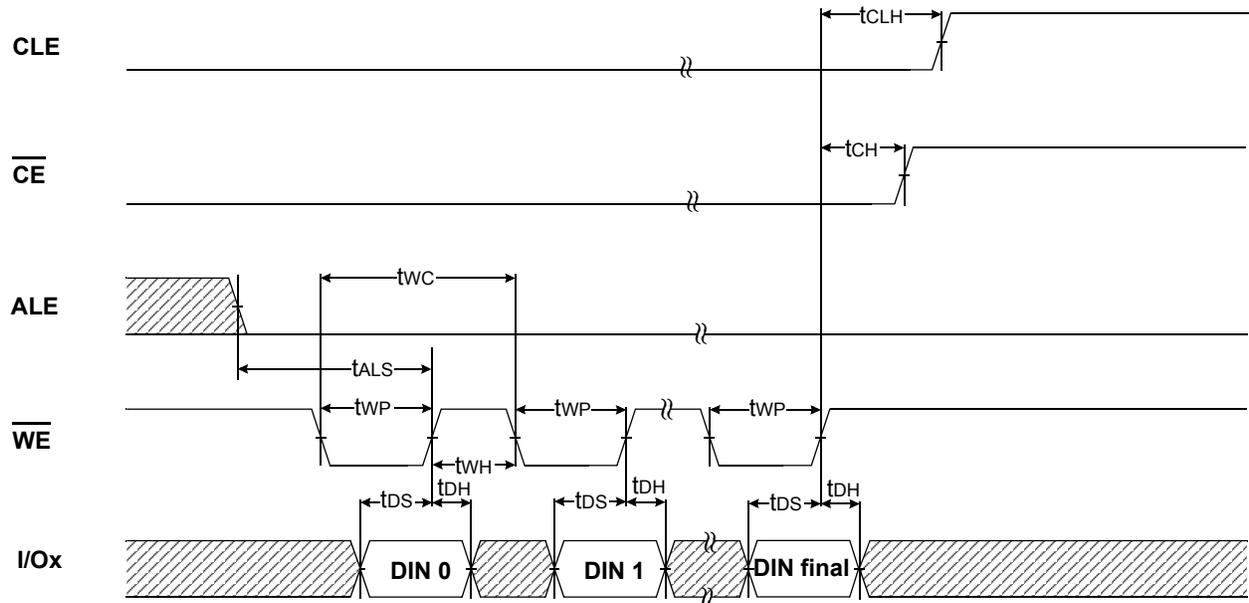 CLE
tCLH
CE
tCH
ALE
tWC
tALS
WE
tWP
tWP
tWP
tWH
tDS
tDH
tDS
tDH
tDS
tDH
I/Ox
DIN 0
DIN 1
DIN final